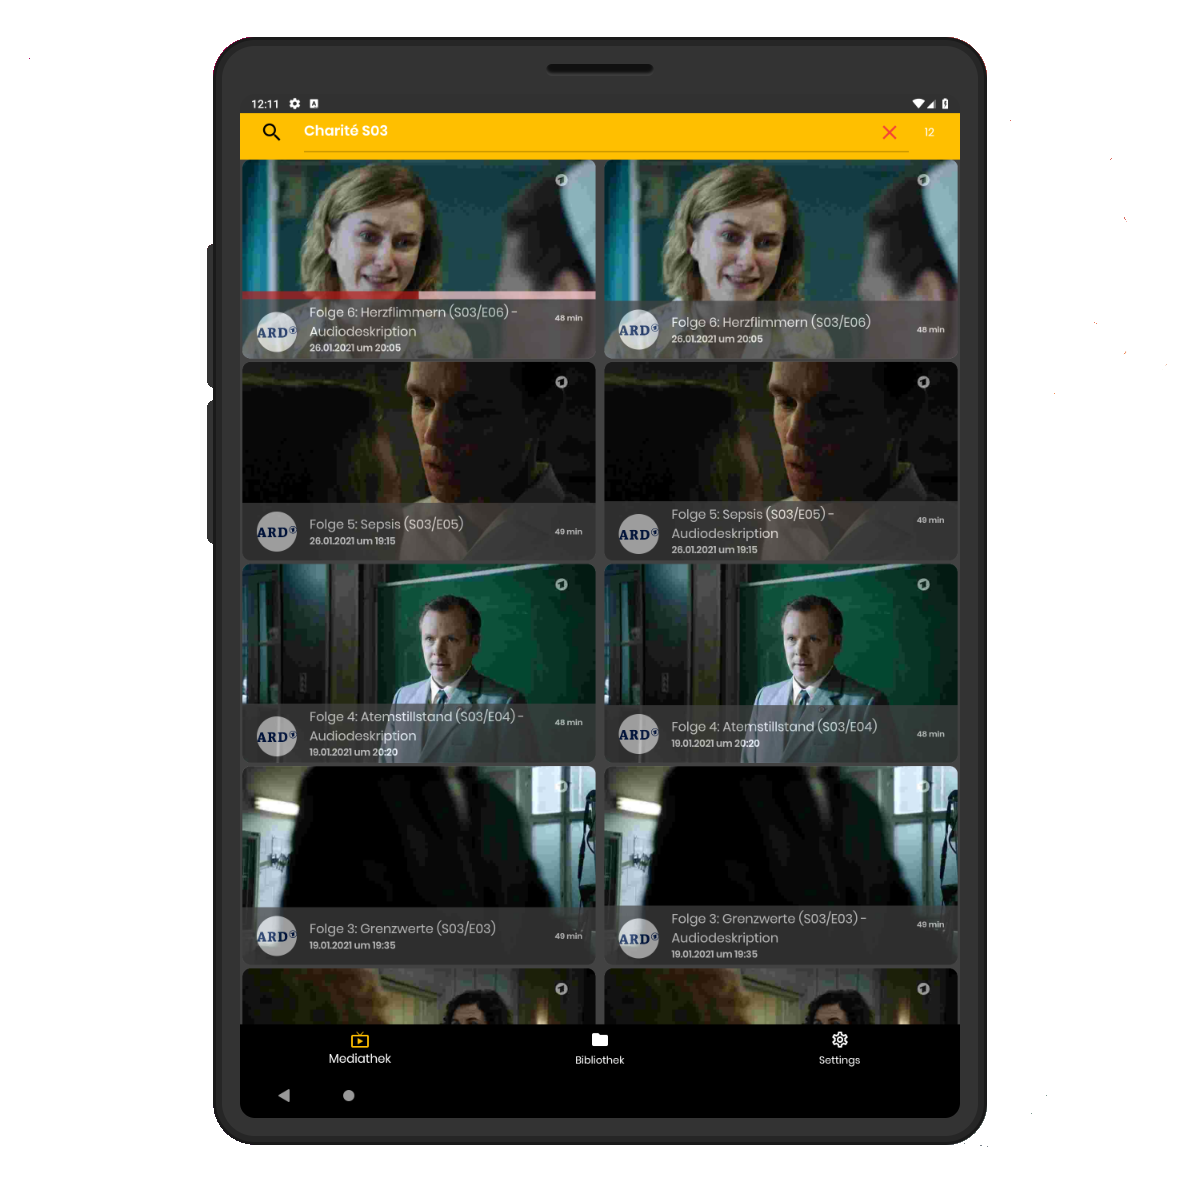 12:11
Charité S03
12
Folge 6: Herzflimmern (S03/E06) -
Audiodeskription
26.01.2021 um 20:05
48 min
ARD
Folge 6: Herzflimmern (S03/E06)
26.01.2021 um 20:05
48 min
ARD
Folge 5: Sepsis (S03/E05)
26.01.2021 um 19:15
49 min
ARD
Folge 5: Sepsis (S03/E05) -
Audiodeskription
26.01.2021 um 19:15
49 min
ARD
Folge 4: Atemstillstand (S03/E04) -
Audiodeskription
19.01.2021 um 20:20
48 min
ARD
Folge 4: Atemstillstand (S03/E04)
19.01.2021 um 20:20
48 min
ARD
Folge 3: Grenzwerte (S03/E03)
19.01.2021 um 19:35
49 min
ARD
Folge 3: Grenzwerte (S03/E03) -
Audiodeskription
19.01.2021 um 19:35
49 min
ARD
Mediathek
Bibliothek
Settings